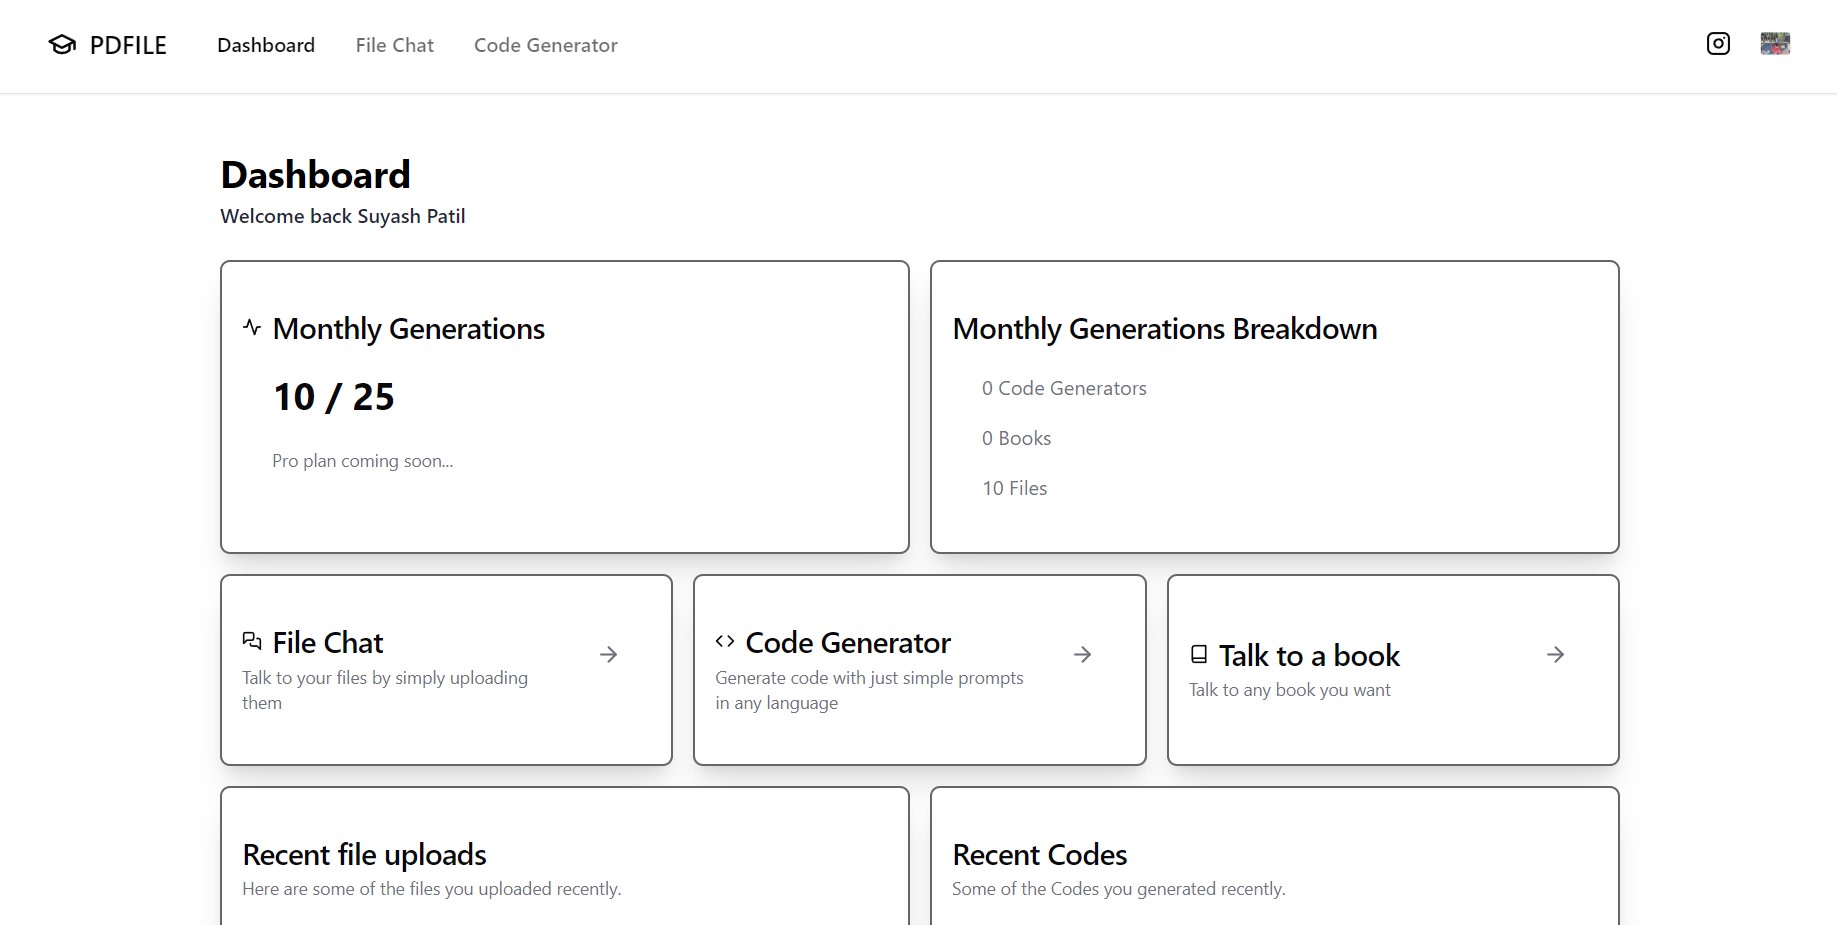 PDFILE
Dashboard
File Chat
Code Generator
Dashboard
Welcome back Suyash Patil
Monthly Generations
10 / 25
Pro plan coming soon...
Monthly Generations Breakdown
0 Code Generators
0 Books
10 Files
File Chat
Talk to your files by simply uploading
them
Code Generator
Generate code with just simple prompts
in any language
Talk to a book
Talk to any book you want
Recent file uploads
Here are some of the files you uploaded recently.
Recent Codes
Some of the Codes you generated recently.